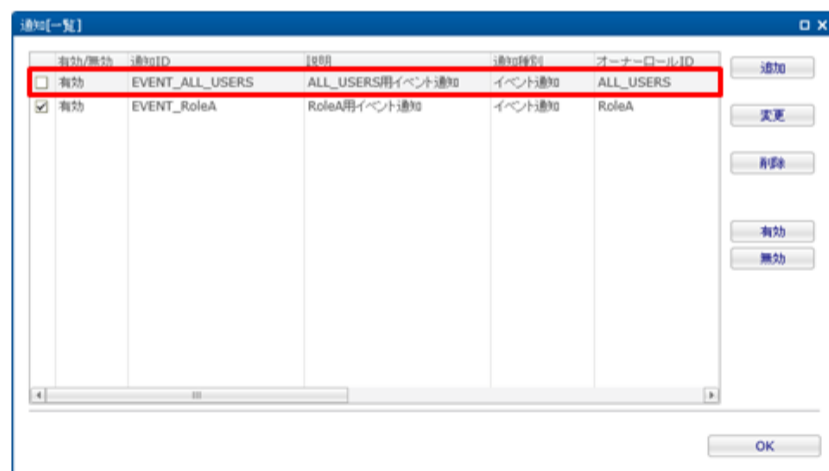 通知[一覧]
有効/無効 通知ID 説明 通知種別 オーナーロールID
有効 EVENT_ALL_USERS ALL_USERS用イベント通知 イベント通知 ALL_USERS
有効 EVENT_RoleA RoleA用イベント通知 イベント通知 RoleA
追加
変更
削除
有効
無効
OK